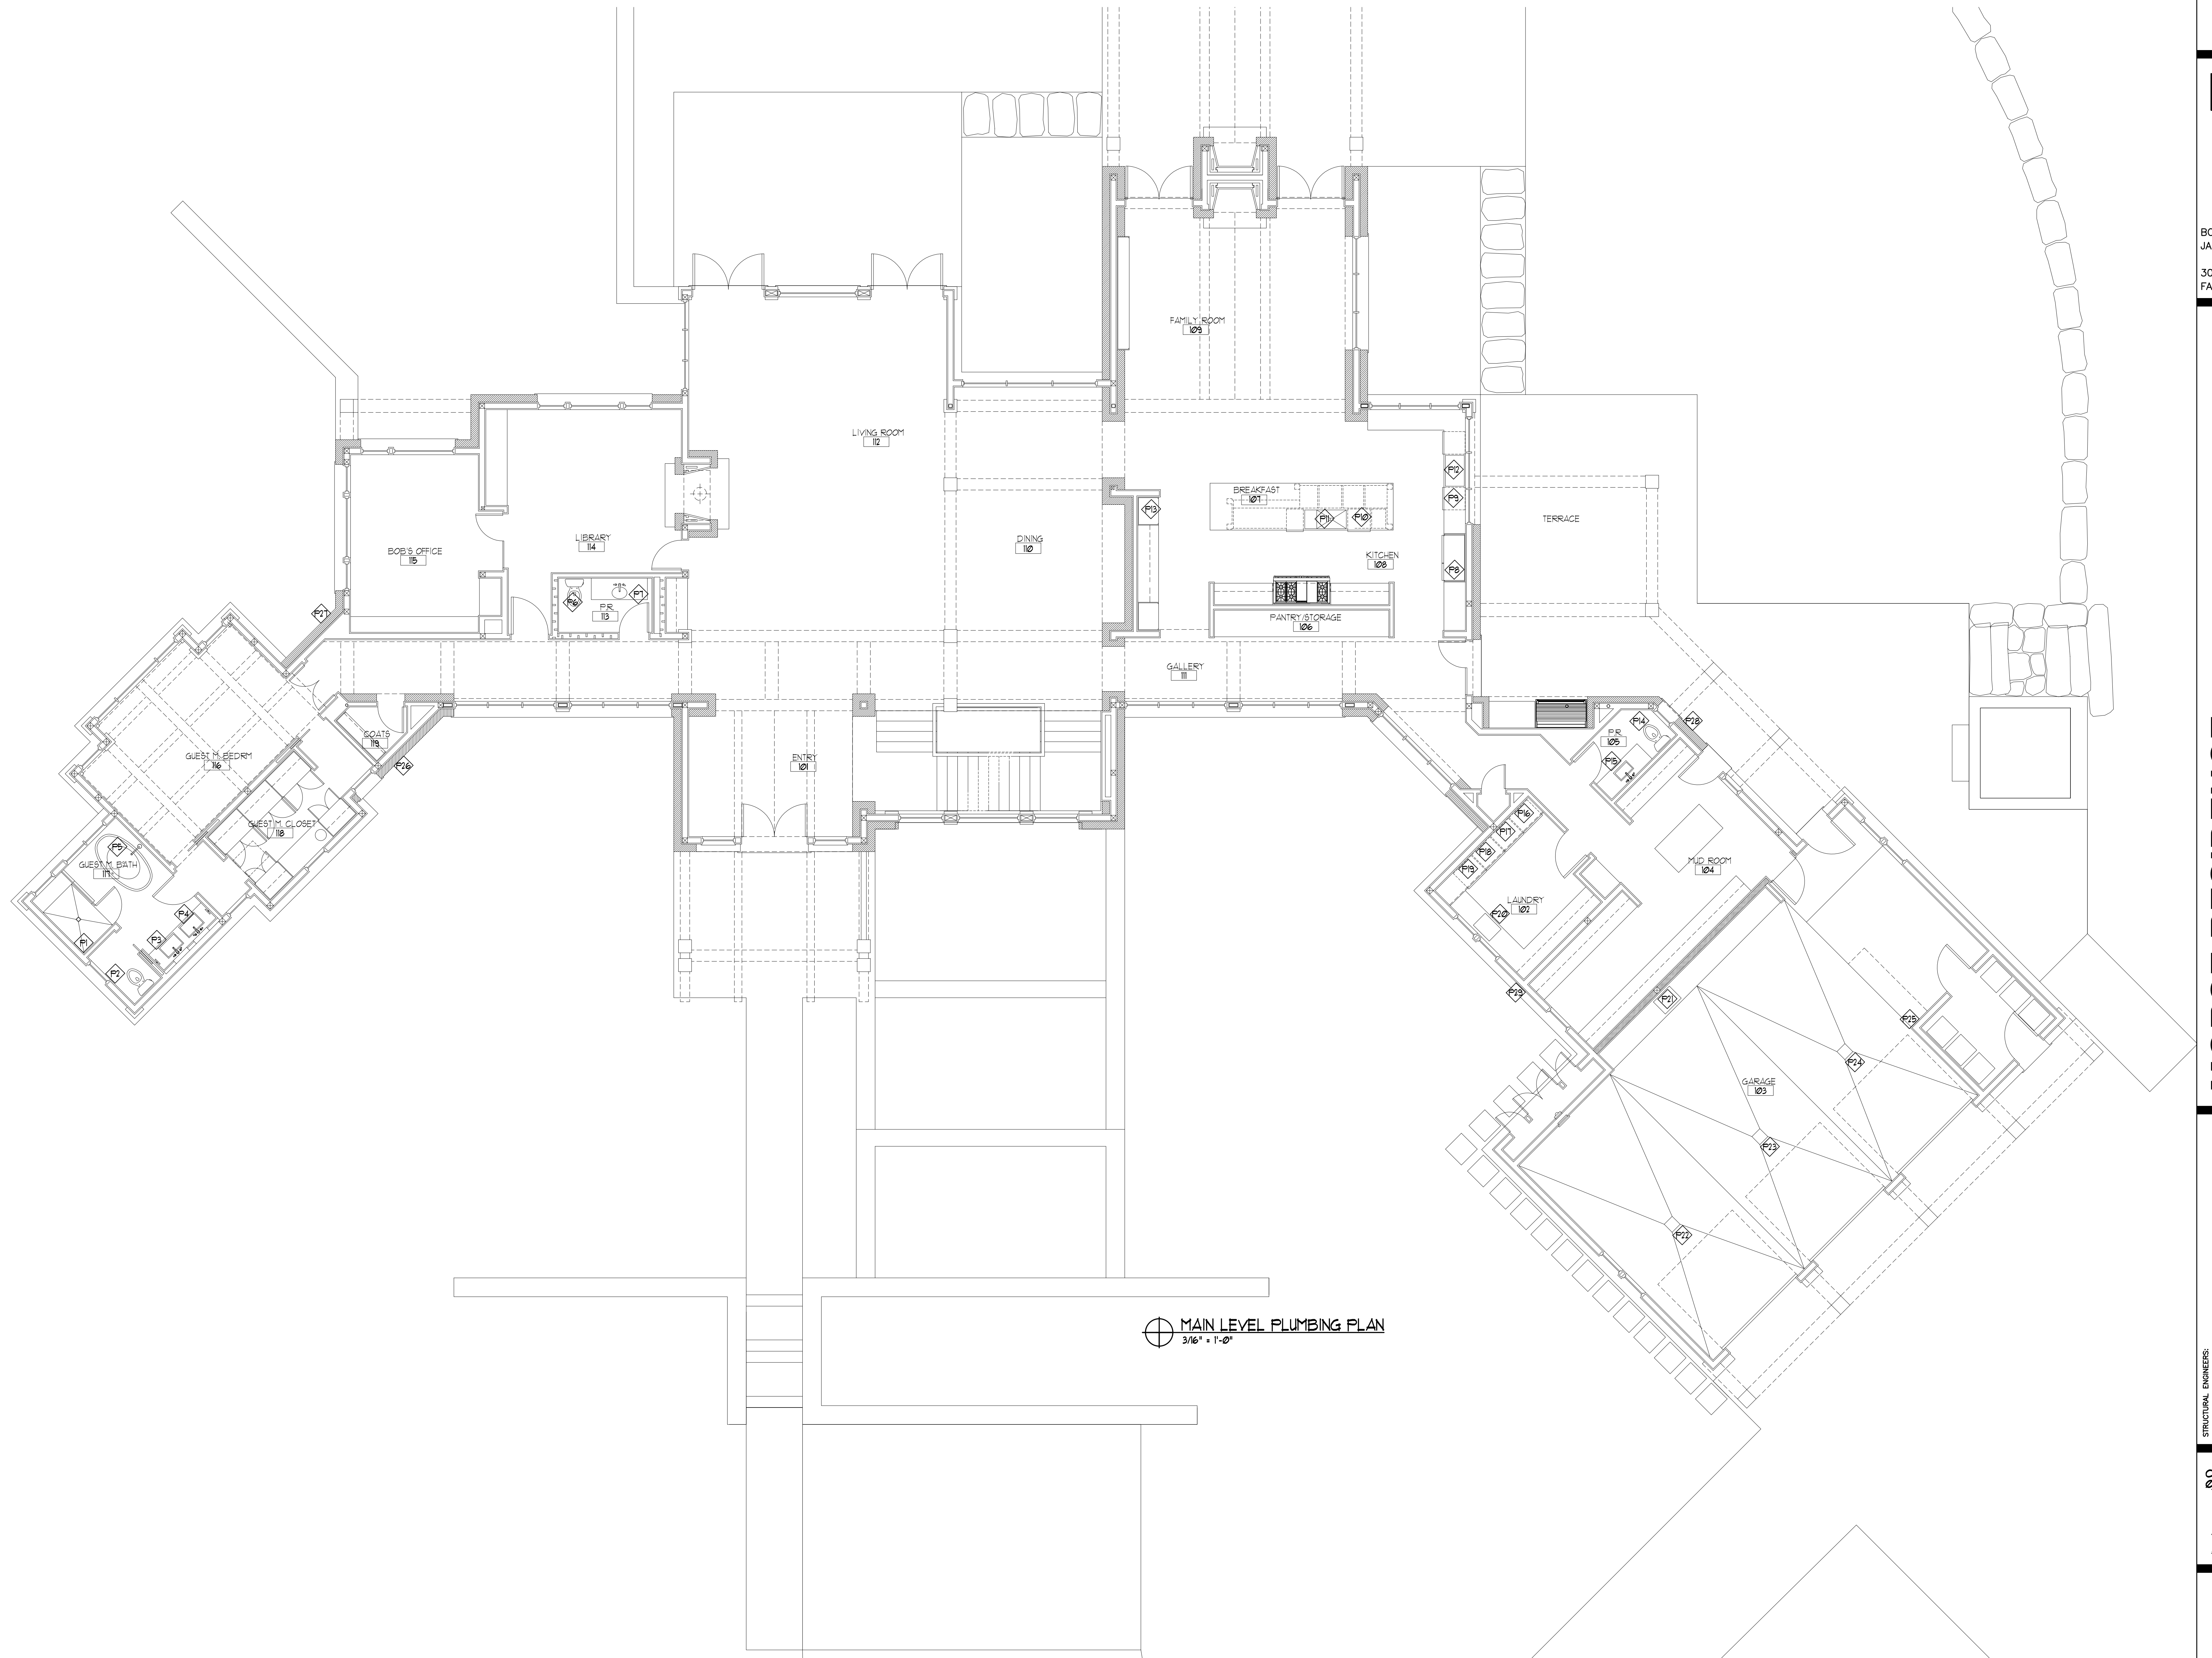 FAMILY ROOM
109
LIVING ROOM
112
BREAKFAST
107
P12
P9
P13
P11
P10
TERRACE
DINING
110
LIBRARY
114
BOB'S OFFICE
115
KITCHEN
108
P8
P6
P7
P.R.
113
P27
PANTRY/STORAGE
106
GALLERY
111
COATS
119
P26
GUEST M. BEDRM
116
ENTRY
101
P14
P28
P.R.
105
P15
GUEST M. CLOSET
118
P5
GUEST M. BATH
117
P16
P17
P18
P19
MUD ROOM
104
LAUNDRY
102
P20
P4
P3
P1
P2
P29
P21
P25
P24
GARAGE
103
P23
P22
MAIN LEVEL PLUMBING PLAN
3/16" = 1'-0"
STRUCTURAL ENGINEERS: